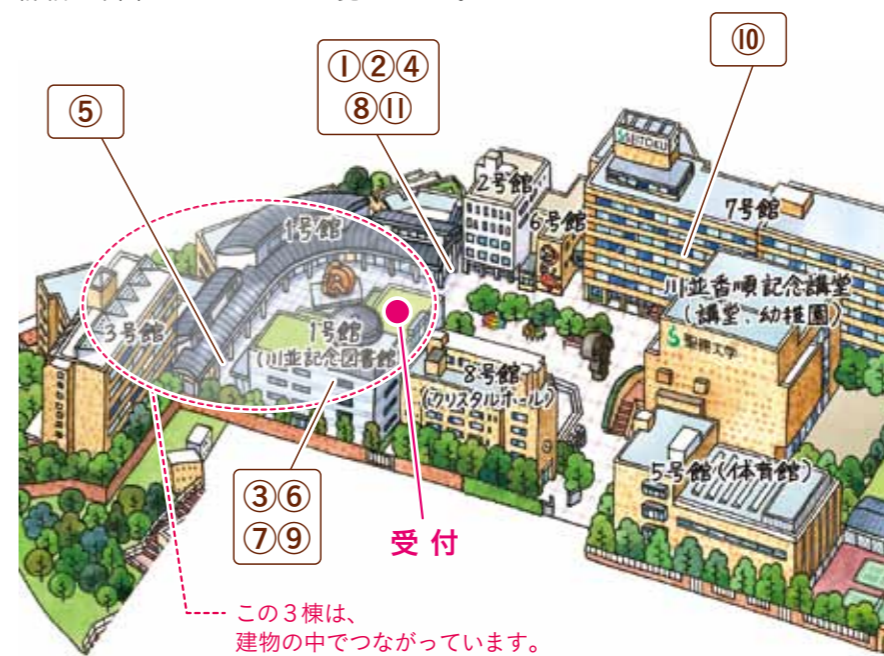 ⑩
①②④
⑧⑪
⑤
SEITOKU
2号館
7号館
6号館
1号館
川並香順記念講堂
(講堂、幼稚園)
3号館
1号館
(川並記念図書館)
聖徳大学
8号館
(クリスタルホール)
5号館(体育館)
③⑥
⑦⑨
受付
この3棟は、
建物の中でつながっています。